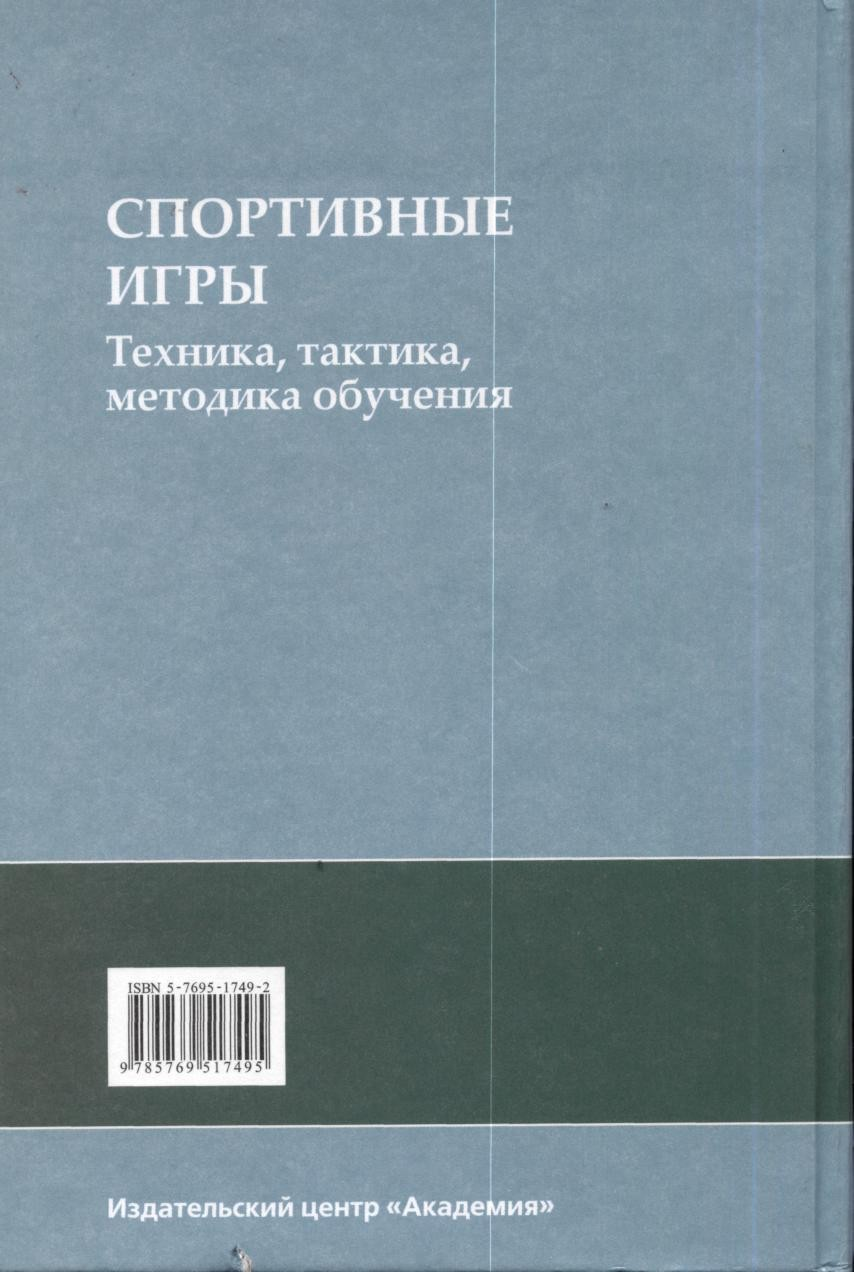 СПОРТИВНЫЕ
ИГРЫ
Техника, тактика,
методика обучения
ISBN 5-7695-1749-2
9 785769 517495
Издательский центр «Академия»